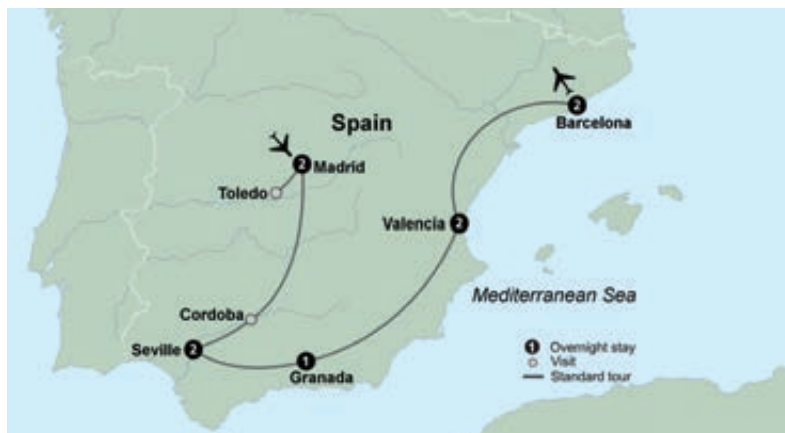 Spain
Barcelona
2
2
Madrid
Toledo
Valencia
2
Mediterranean Sea
Cordoba
Seville
2
1
Granada
1
Overnight stay
Visit
Standard tour